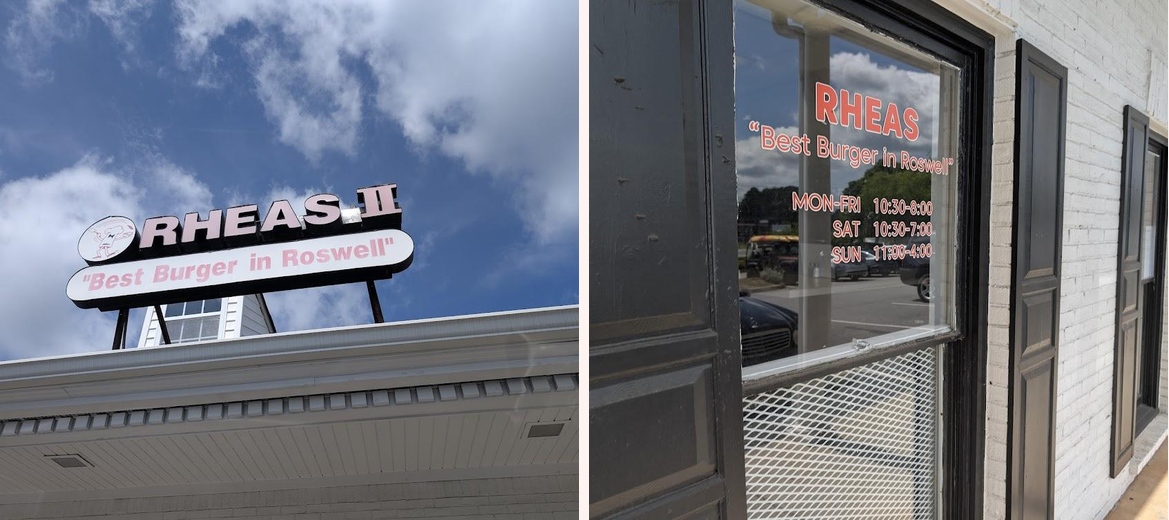 RHEAS II
"Best Burger in Roswell"
RHEAS
"Best Burger in Roswell"
MON-FRI 10:30-8:00
SAT 10:30-7:00
SUN 11:00-4:00